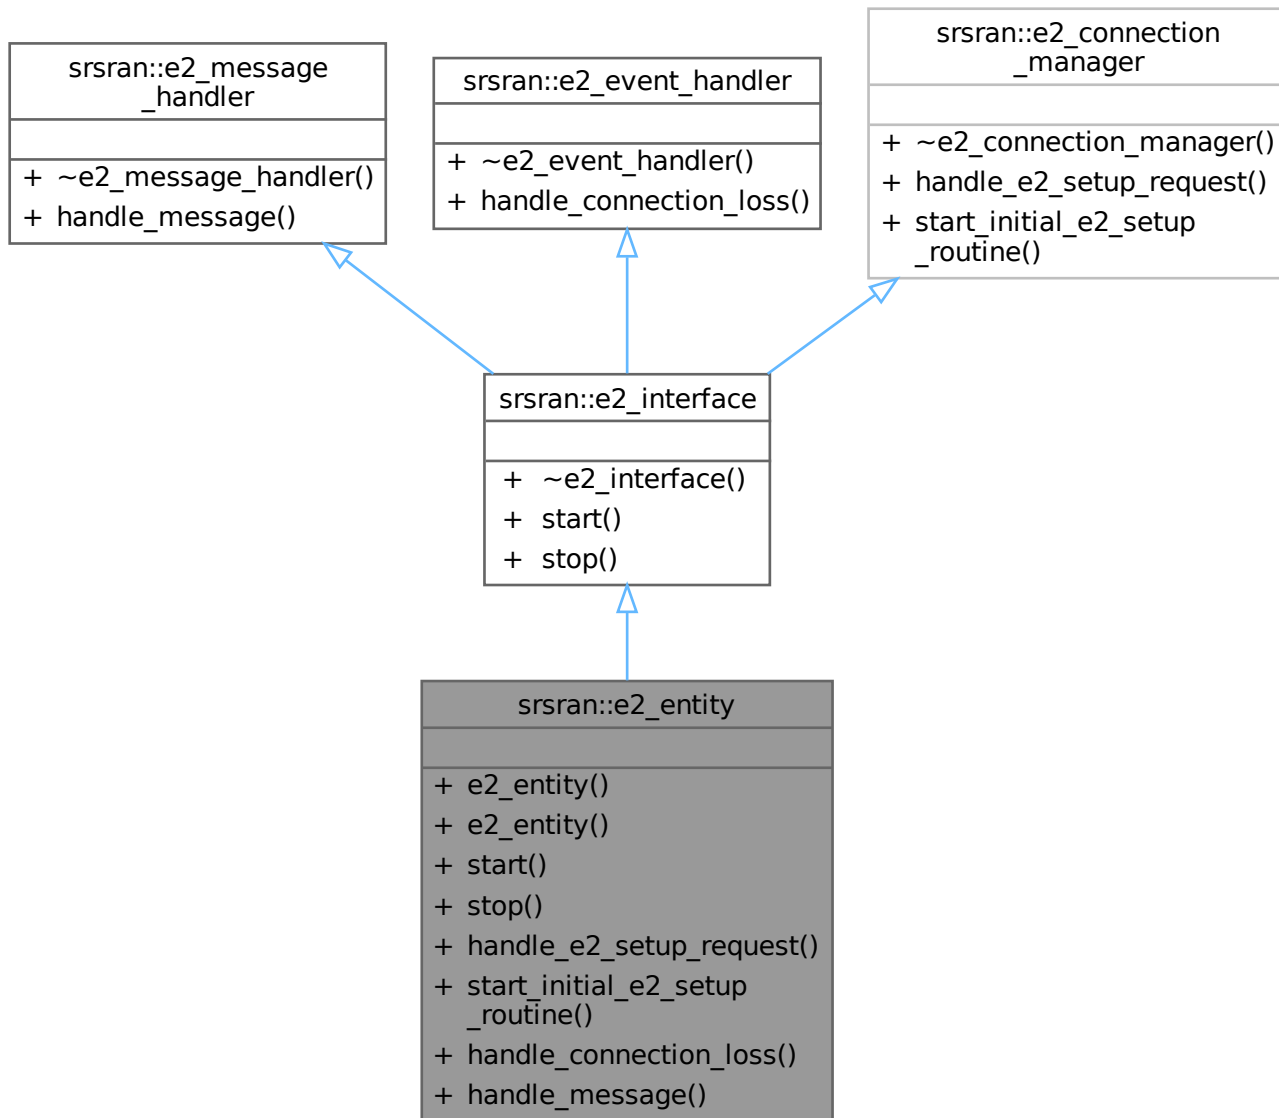 srsran::e2_message
_handler
+ ~e2_message_handler()
+ handle_message()
srsran::e2_event_handler
+ ~e2_event_handler()
+ handle_connection_loss()
srsran::e2_connection
_manager
+ ~e2_connection_manager()
+ handle_e2_setup_request()
+ start_initial_e2_setup
_routine()
srsran::e2_interface
+ ~e2_interface()
+ start()
+ stop()
srsran::e2_entity
+ e2_entity()
+ e2_entity()
+ start()
+ stop()
+ handle_e2_setup_request()
+ start_initial_e2_setup
_routine()
+ handle_connection_loss()
+ handle_message()